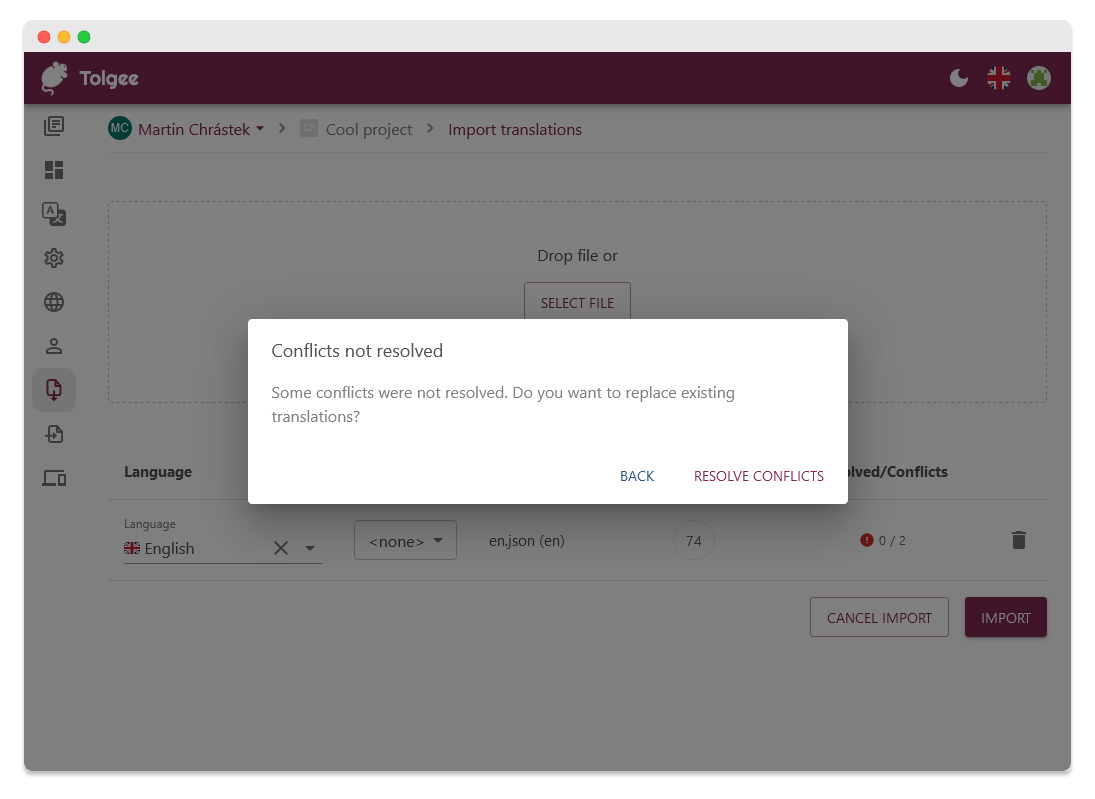 Tolgee
MC Martin Chrástek > CP Cool project > Import translations
Drop file or
SELECT FILE
Conflicts not resolved
Some conflicts were not resolved. Do you want to replace existing
translations?
BACK RESOLVE CONFLICTS
Language olved/Conflicts
Language
English <none> en.json (en) 74 0 / 2
CANCEL IMPORT IMPORT